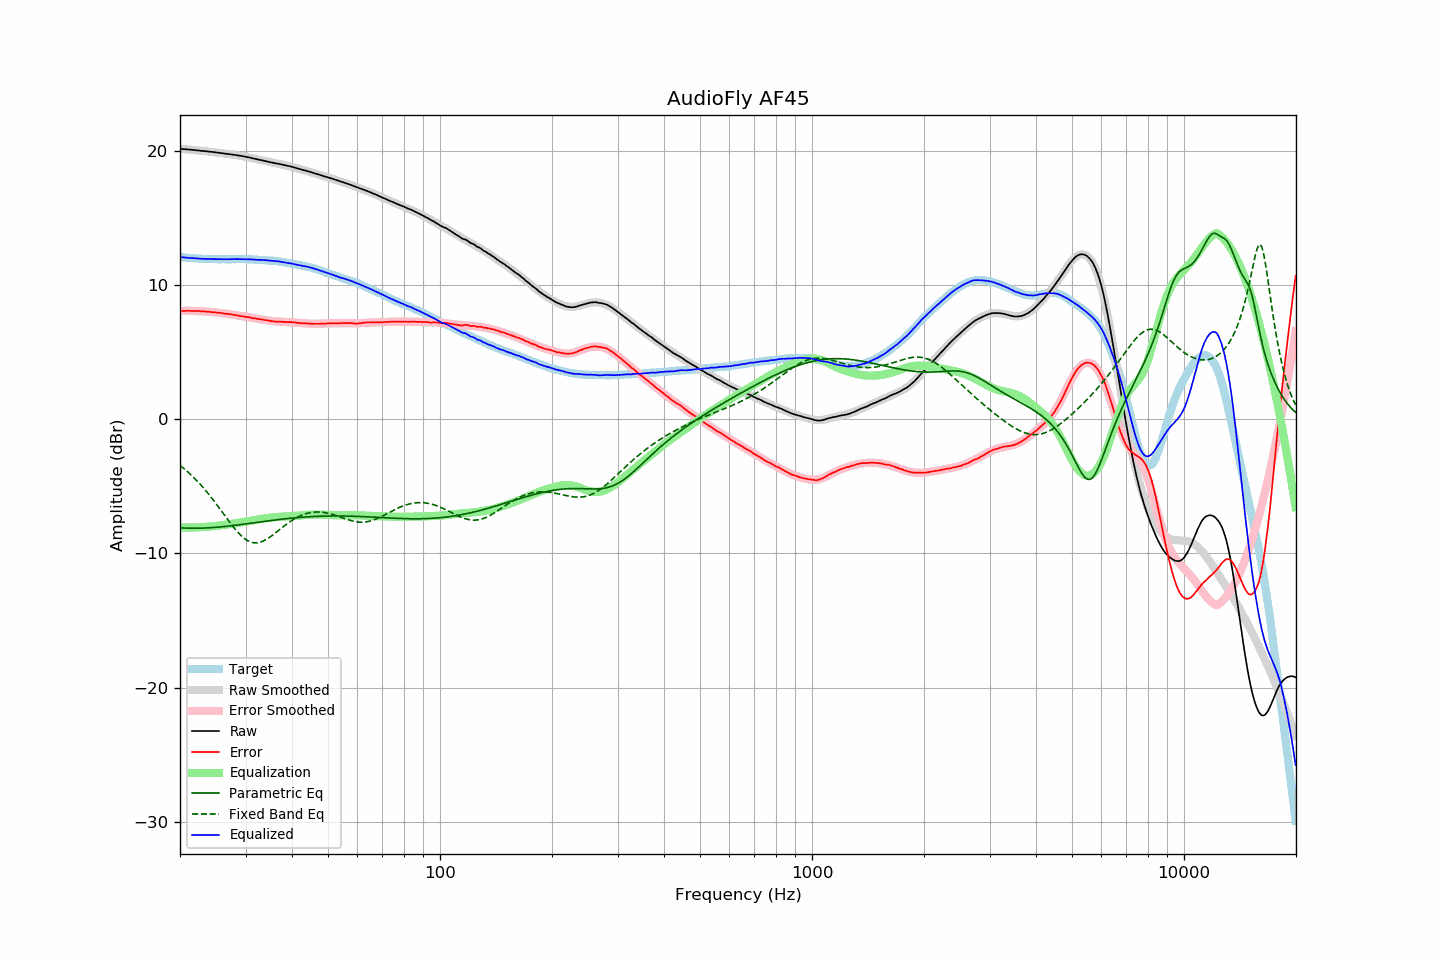 AudioFly AF45
Amplitude (dBr)
20
10
0
−10
−20
−30
Target
Raw Smoothed
Error Smoothed
Raw
Error
Equalization
Parametric Eq
Fixed Band Eq
Equalized
100
1000
10000
Frequency (Hz)